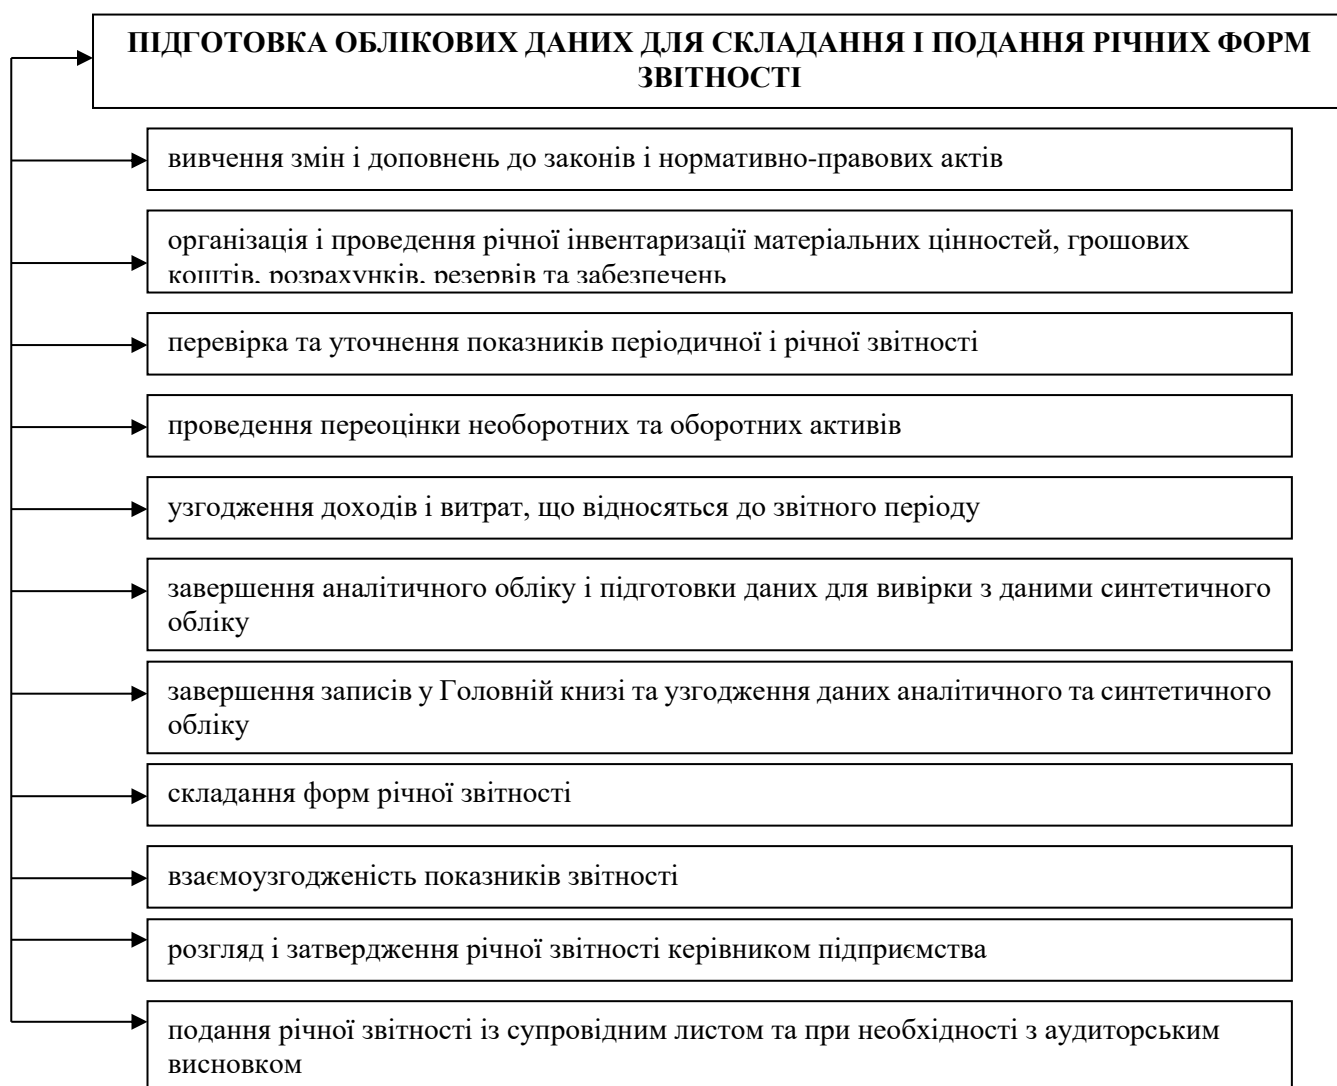 ПІДГОТОВКА ОБЛІКОВИХ ДАНИХ ДЛЯ СКЛАДАННЯ І ПОДАННЯ РІЧНИХ ФОРМ
ЗВІТНОСТІ
вивчення змін і доповнень до законів і нормативно-правових актів
організація і проведення річної інвентаризації матеріальних цінностей, грошових
коштів, розрахунків, резервів та забезпечень
перевірка та уточнення показників періодичної і річної звітності
проведення переоцінки необоротних та оборотних активів
узгодження доходів і витрат, що відносяться до звітного періоду
завершення аналітичного обліку і підготовки даних для вивірки з даними синтетичного
обліку
завершення записів у Головній книзі та узгодження даних аналітичного та синтетичного
обліку
складання форм річної звітності
взаємоузгодженість показників звітності
розгляд і затвердження річної звітності керівником підприємства
подання річної звітності із супровідним листом та при необхідності з аудиторським
висновком